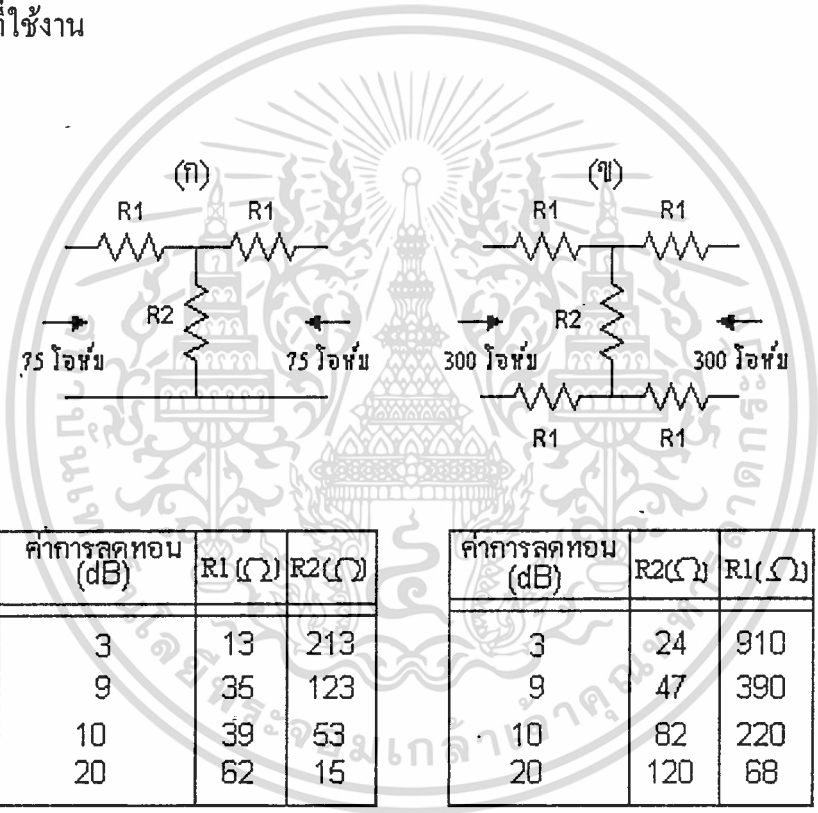 ที่ใช้งาน
(ก)
R1 R1
R2
75 โอห์ม 75 โอห์ม
(ข)
R1 R1
R2
300 โอห์ม 300 โอห์ม
R1 R1
ค่าการลดทอน (dB) R1(Ω) R2(Ω)
3 13 213
9 35 123
10 39 53
20 62 15
ค่าการลดทอน (dB) R2(Ω) R1(Ω)
3 24 910
9 47 390
10 82 220
20 120 68